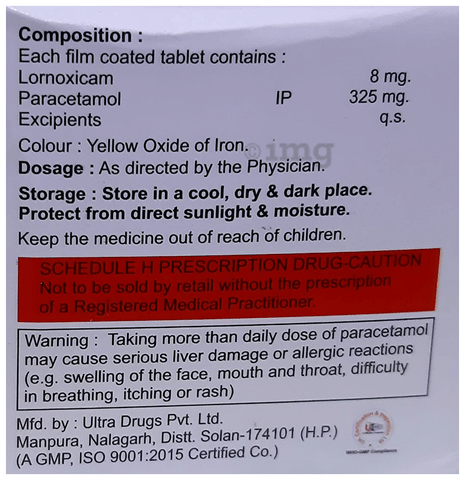 Composition :
Each film coated tablet contains :
Lornoxicam 8 mg.
Paracetamol IP 325 mg.
Excipients q.s.
Colour : Yellow Oxide of Iron.
©img
Dosage : As directed by the Physician.
Storage : Store in a cool, dry & dark place.
Protect from direct sunlight & moisture.
Keep the medicine out of reach of children.
SCHEDULE H PRESCRIPTION DRUG-CAUTION
Not to be sold by retail without the prescription
of a Registered Medical Practitioner.
Warning : Taking more than daily dose of paracetamol
may cause serious liver damage or allergic reactions
(e.g. swelling of the face, mouth and throat, difficulty
in breathing, itching or rash)
Mfd. by : Ultra Drugs Pvt. Ltd.
Manpura, Nalagarh, Distt. Solan-174101 (H.P.)
(A GMP, ISO 9001:2015 Certified Co.)
WHO-GMP Compliance